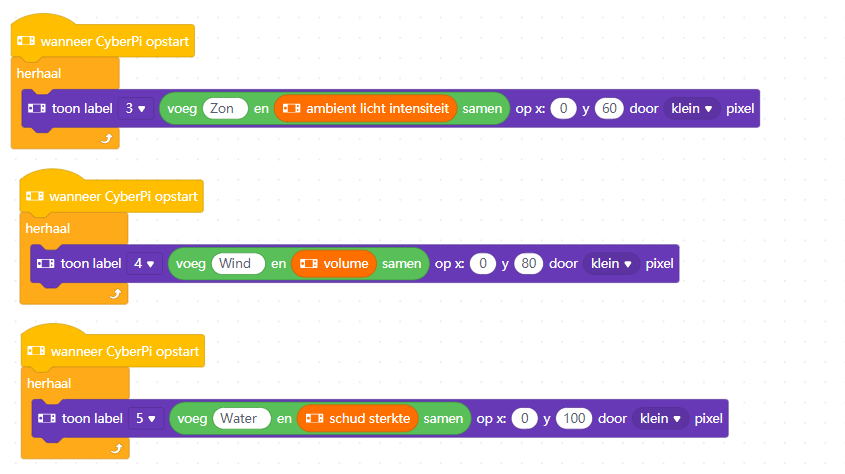 wanneer CyberPi opstart
herhaal
toon label 3 voeg Zon en ambient licht intensiteit samen op x: 0 y 60 door klein pixel
wanneer CyberPi opstart
herhaal
toon label 4 voeg Wind en volume samen op x: 0 y 80 door klein pixel
wanneer CyberPi opstart
herhaal
toon label 5 voeg Water en schud sterkte samen op x: 0 y 100 door klein pixel